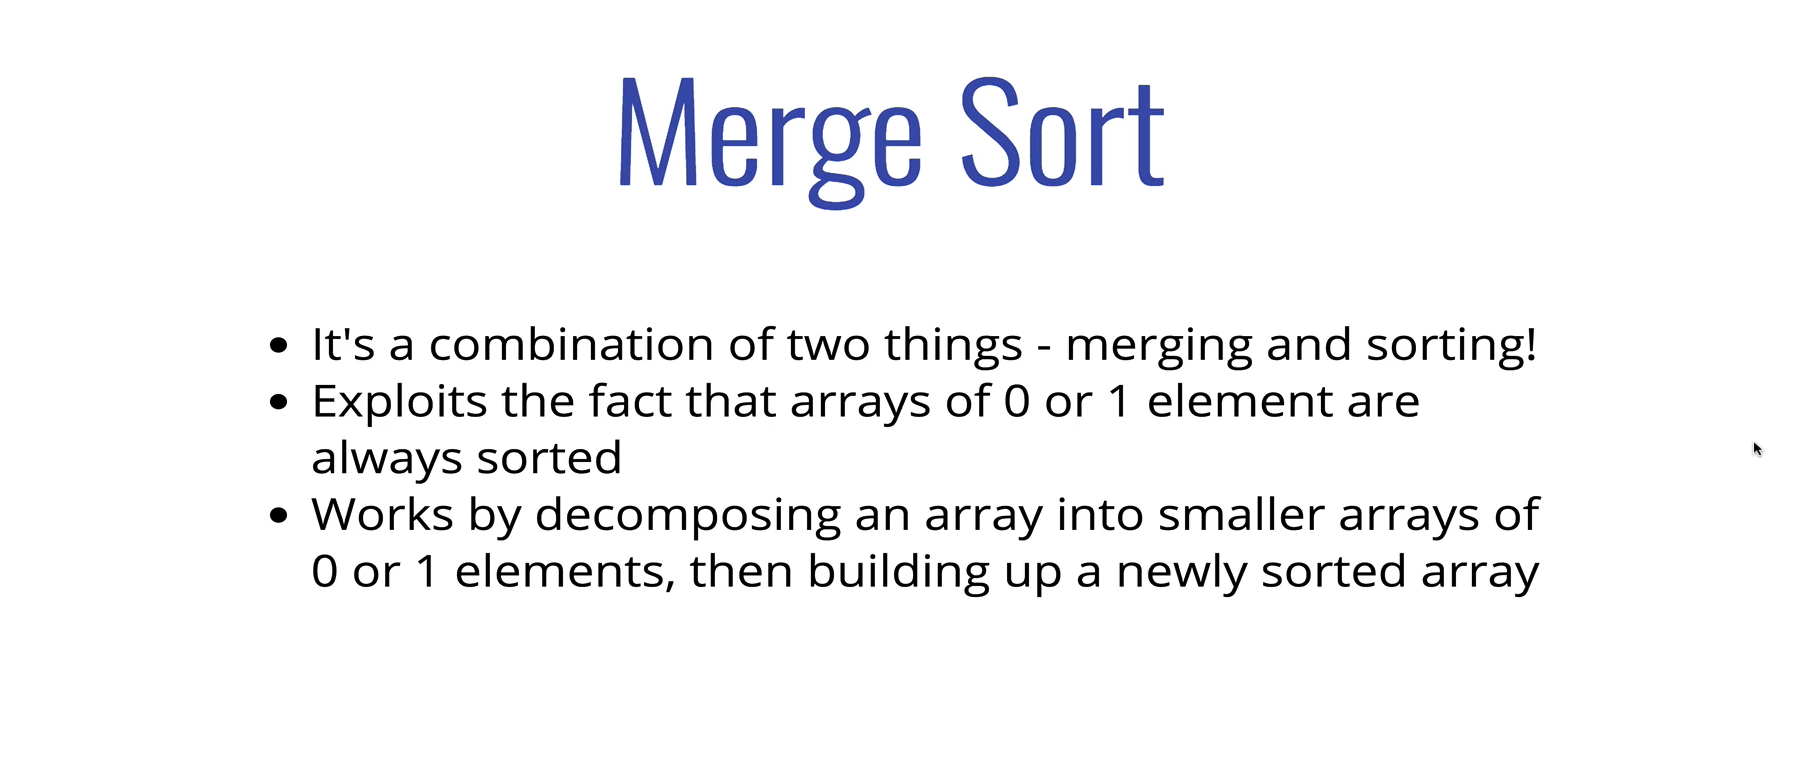 Merge Sort
It's a combination of two things - merging and sorting!
Exploits the fact that arrays of 0 or 1 element are
always sorted
Works by decomposing an array into smaller arrays of
0 or 1 elements, then building up a newly sorted array